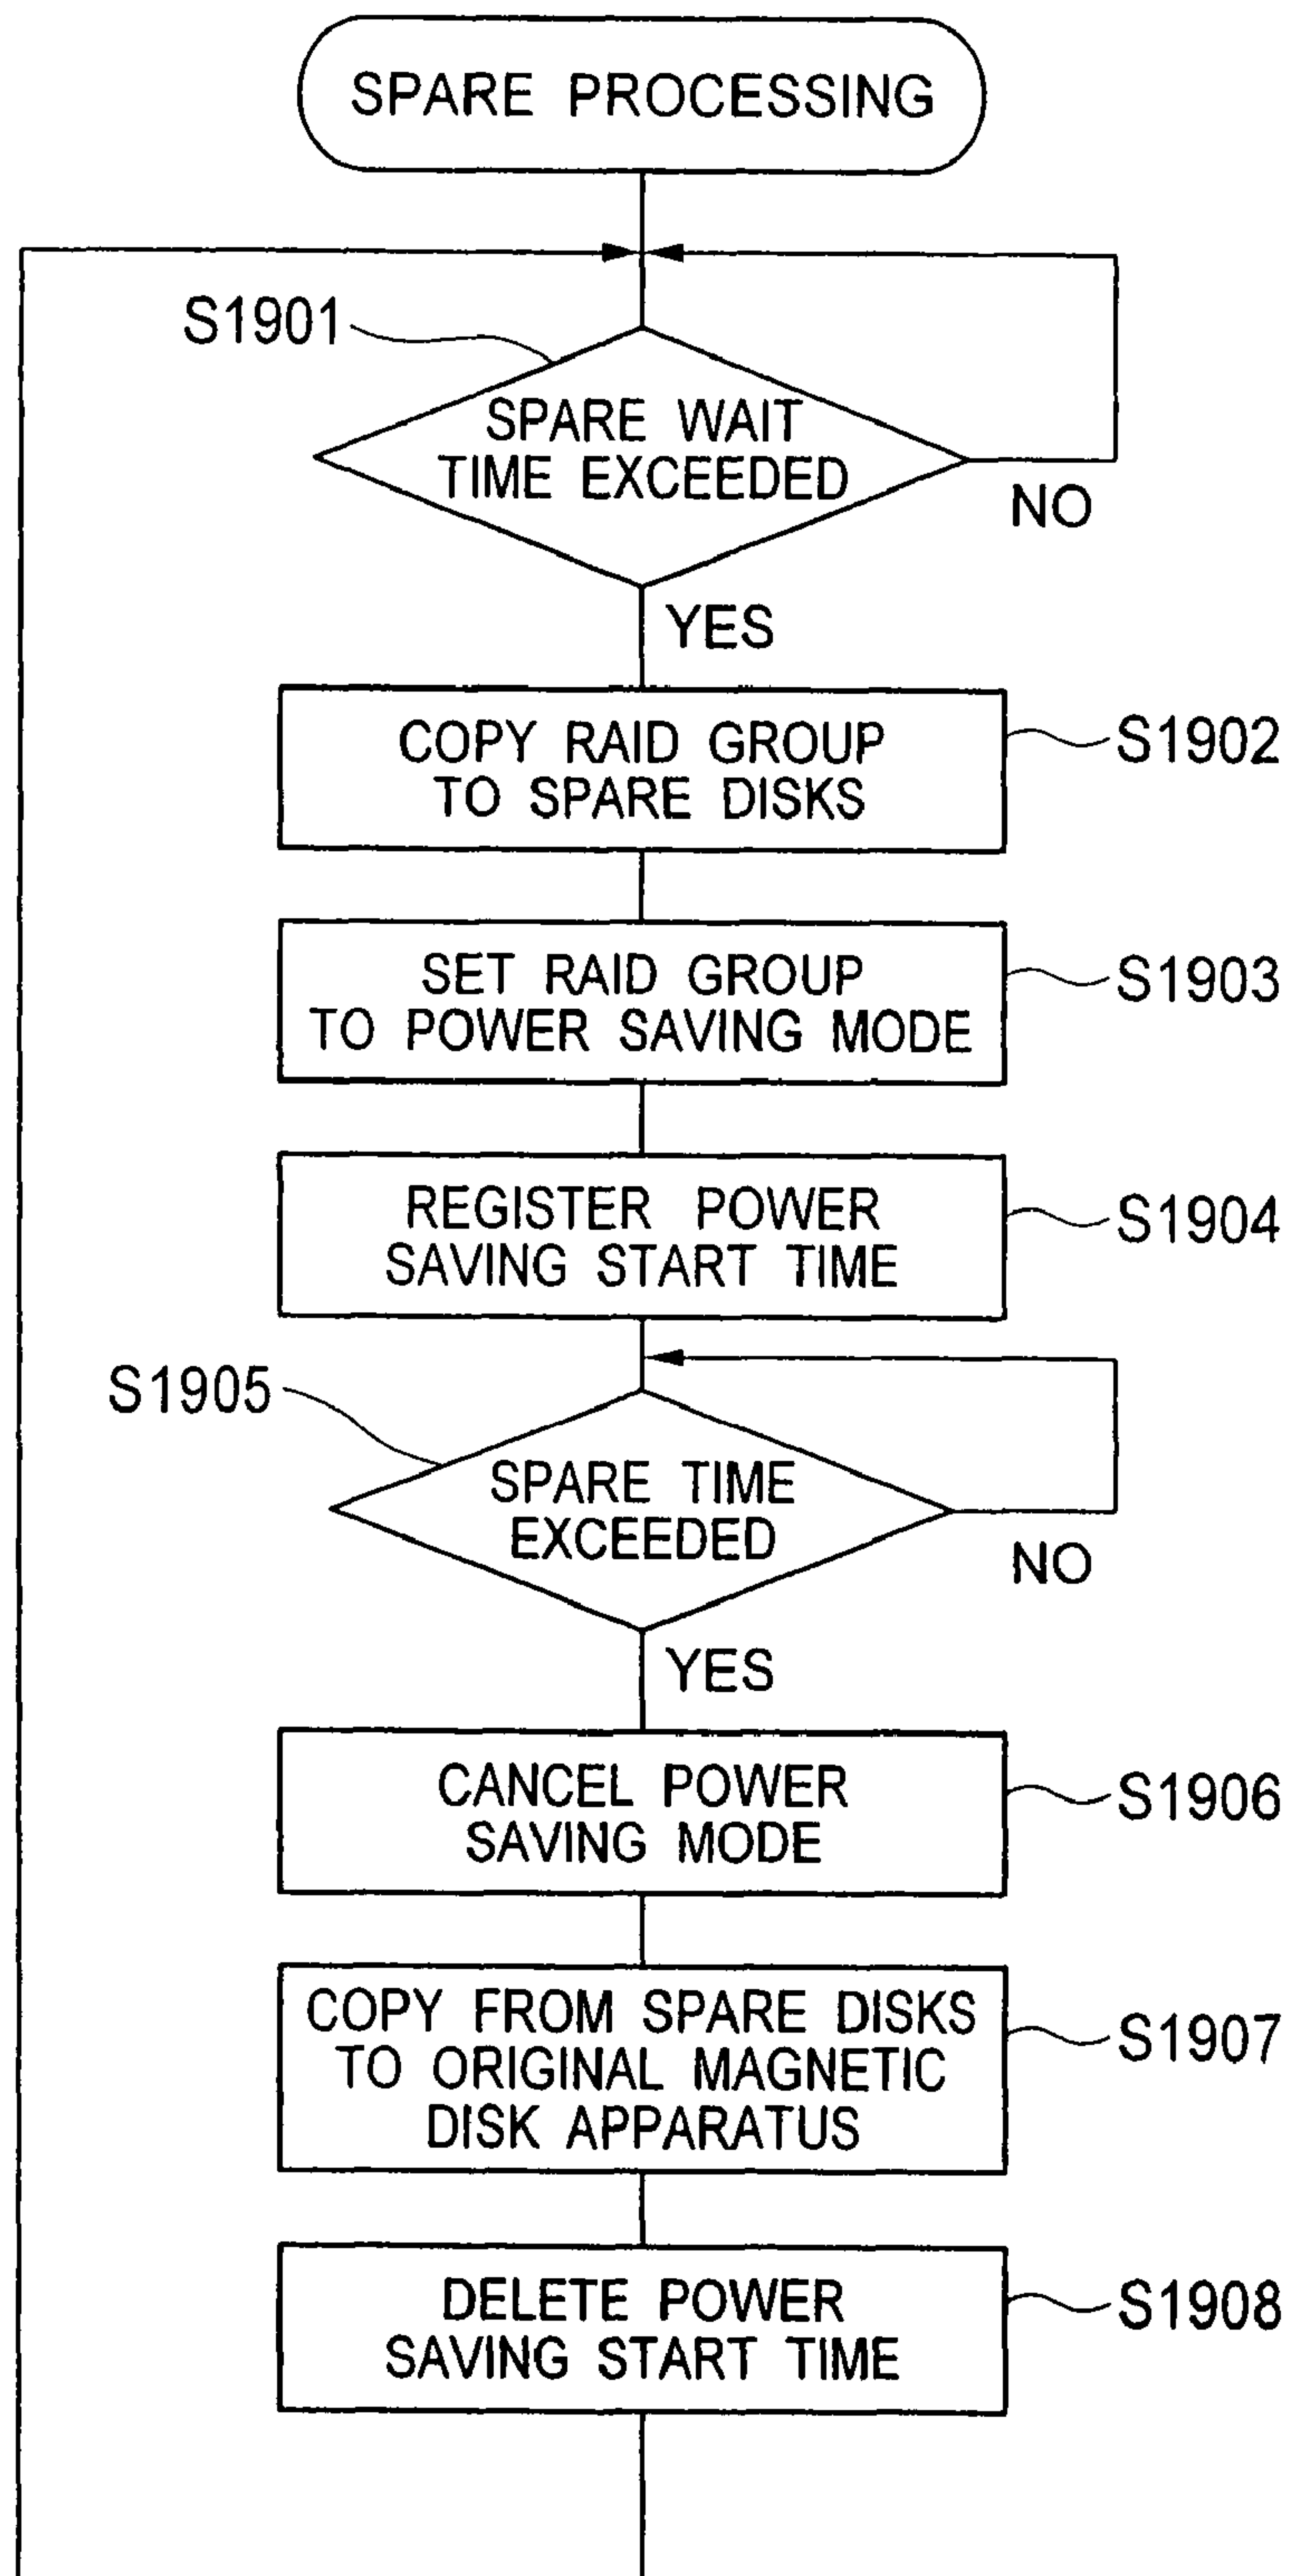 SPARE PROCESSING
S1901
SPARE WAIT
TIME EXCEEDED
NO
YES
COPY RAID GROUP
TO SPARE DISKS
S1902
SET RAID GROUP
TO POWER SAVING MODE
S1903
REGISTER POWER
SAVING START TIME
S1904
S1905
SPARE TIME
EXCEEDED
NO
YES
CANCEL POWER
SAVING MODE
S1906
COPY FROM SPARE DISKS
TO ORIGINAL MAGNETIC
DISK APPARATUS
S1907
DELETE POWER
SAVING START TIME
S1908